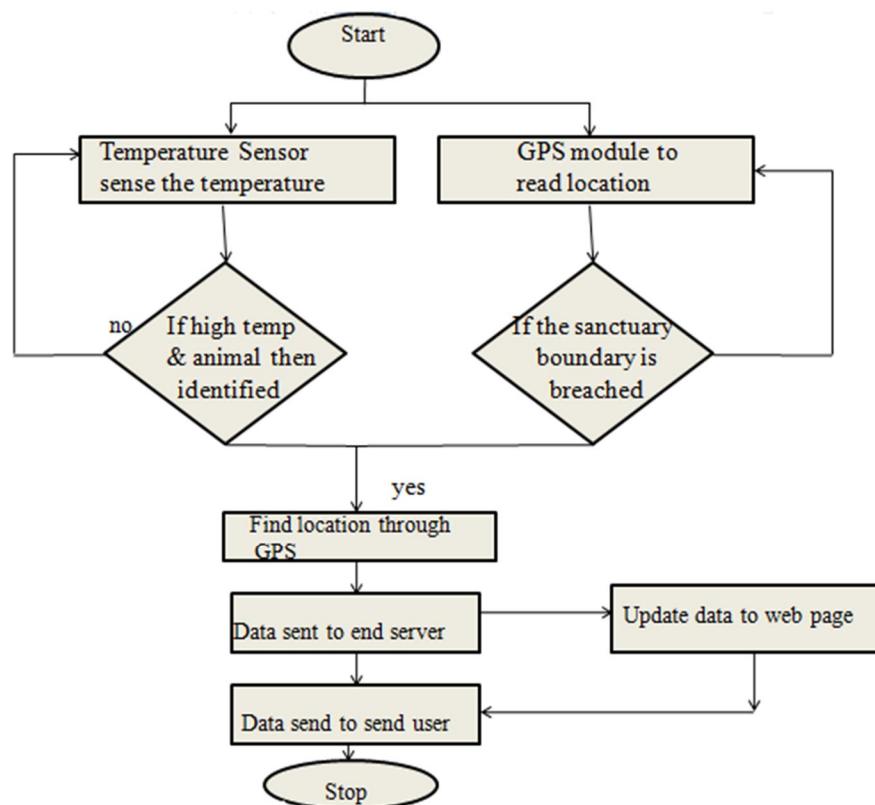 Start
Temperature Sensor
sense the temperature
GPS module to
read location
no
If high temp
& animal then
identified
If the sanctuary
boundary is
breached
yes
Find location through
GPS
Data sent to end server
Update data to web page
Data send to send user
Stop